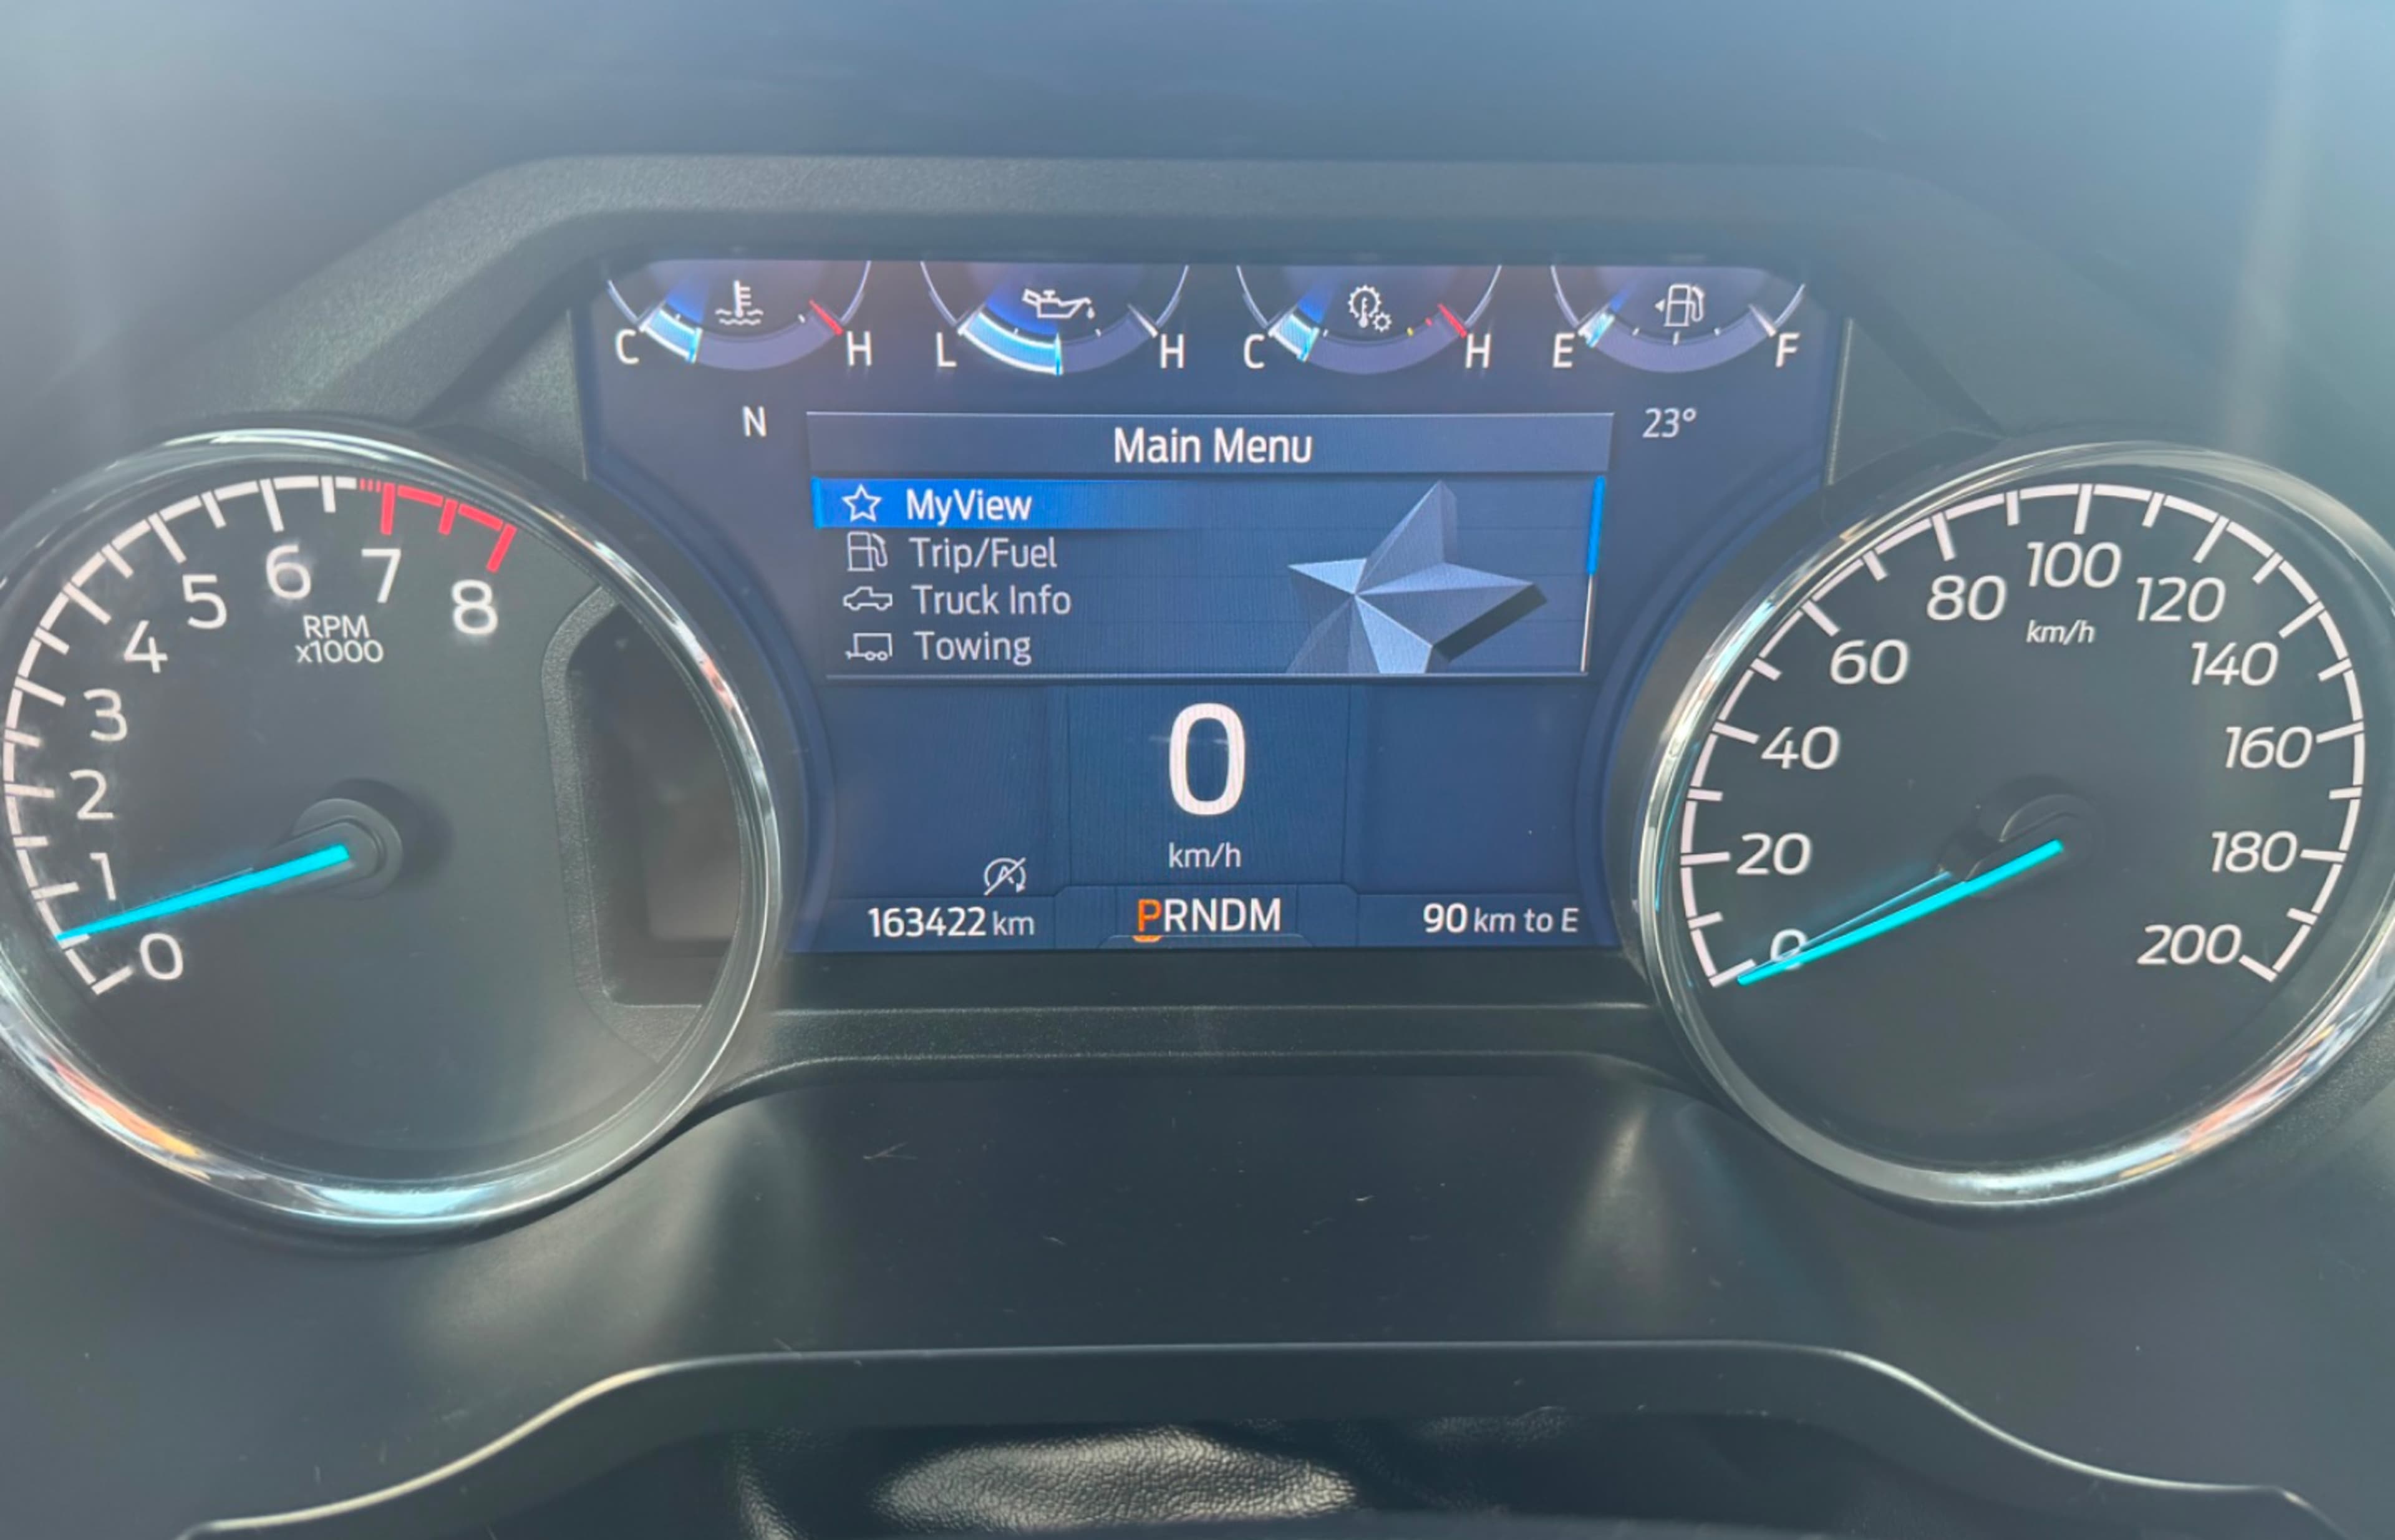 C H L H C H E F
N
23°
Main Menu
MyView
Trip/Fuel
Truck Info
Towing
0
km/h
163422 km
PRNDM
90 km to E
0 1 2 3 4 5 6 7 8
RPM
x1000
0 20 40 60 80 100 120 140 160 180 200
km/h
A